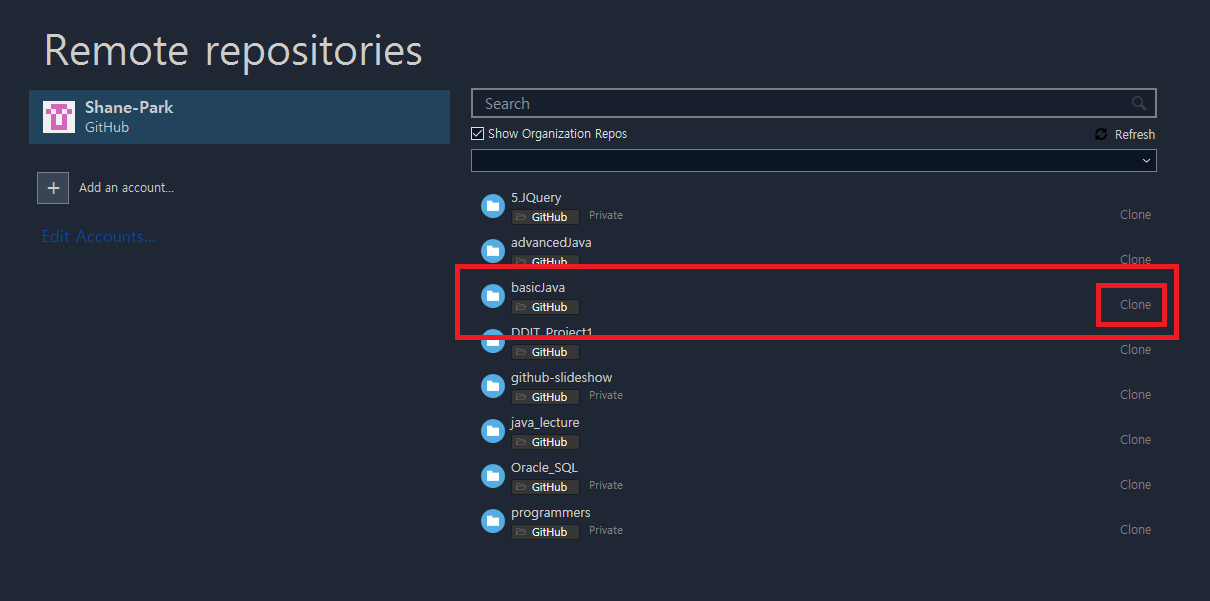 Remote repositories
Shane-Park
GitHub
Add an account...
Edit Accounts...
Search
Show Organization Repos
Refresh
5.JQuery
GitHub Private Clone
advancedJava
GitHub Clone
basicJava
GitHub Clone
DDIT_Project1
GitHub Clone
github-slideshow
GitHub Private Clone
java_lecture
GitHub Clone
Oracle_SQL
GitHub Private Clone
programmers
GitHub Private Clone